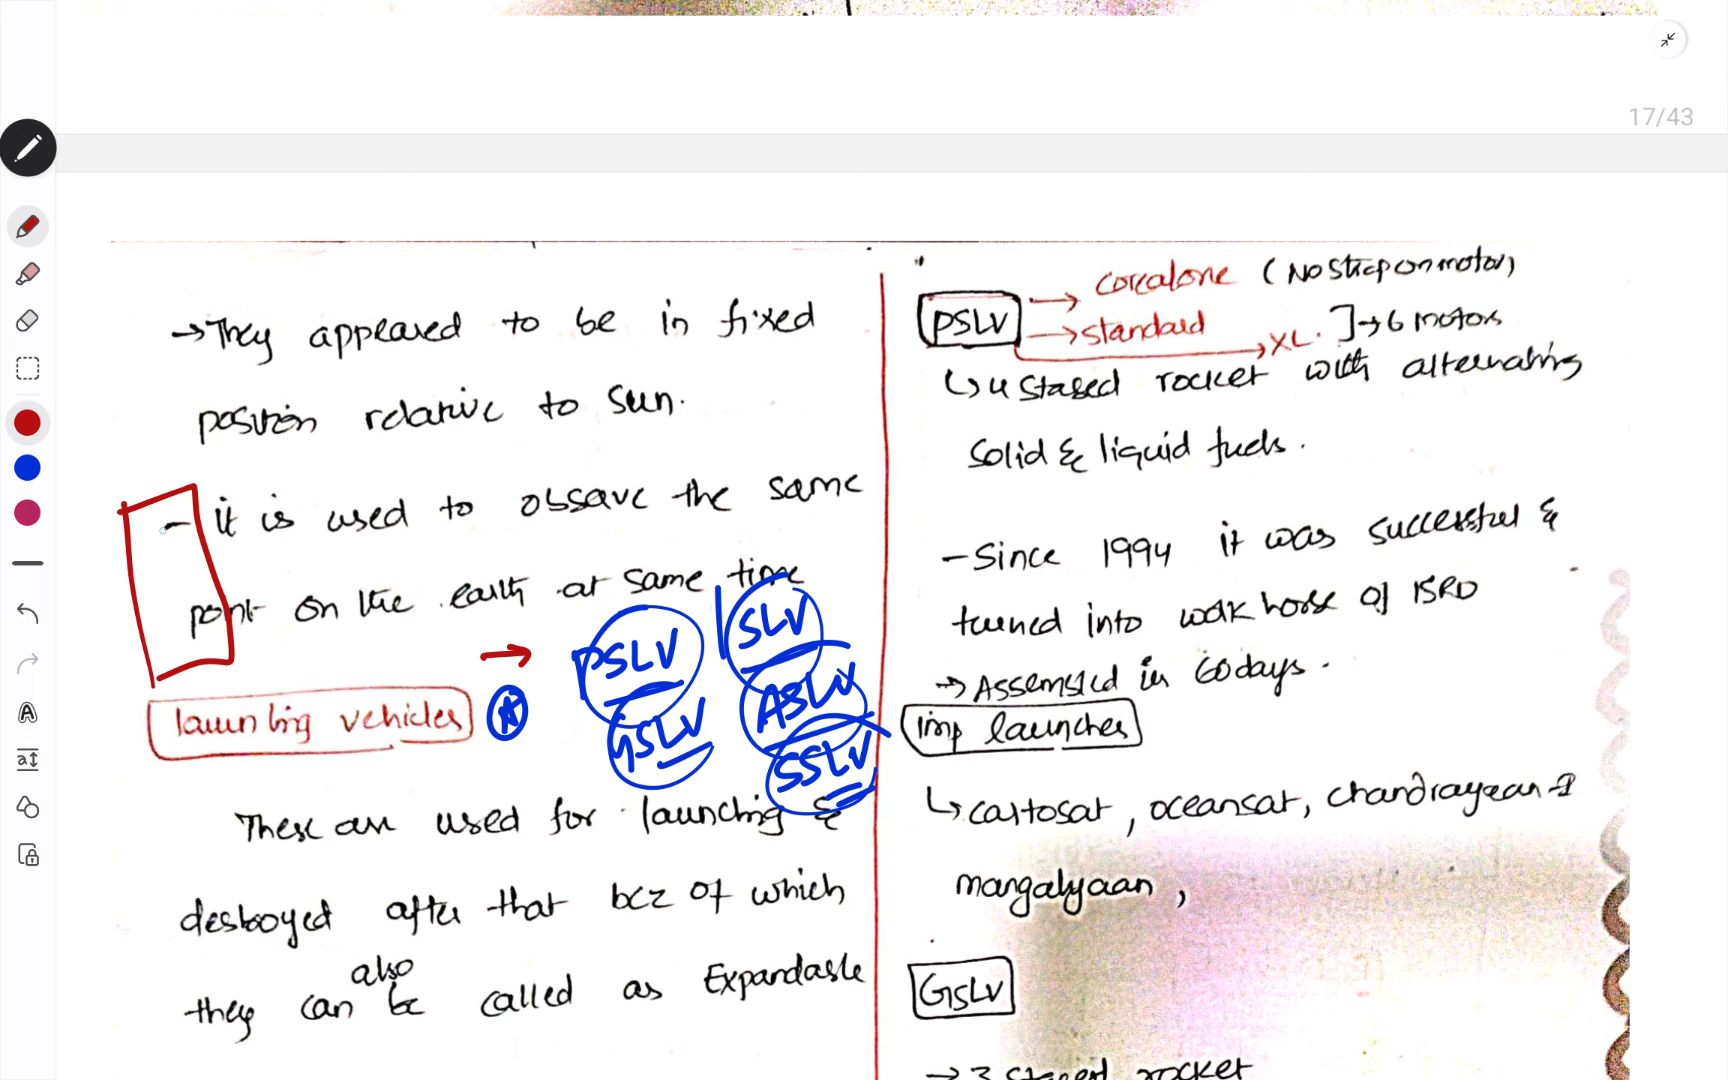 17/43
→ They appeared to be in fixed
position relative to sun.
- it is used to obsave the same
point on the earth at same time
→ PSLV SLV
GSLV ASLV
SSLV
launchig vehicles
These are used for launching &
destroyed after that bcz of which
also
they can be called as Expandable
PSLV → corealone (No strap on motor)
→ standard
→ XL. ] → 6 motors
↳ 4 staged rocket with alternating
solid & liquid fuels.
- Since 1994 it was successful &
turned into work horse of ISRO
→ Assembled in 60 days.
imp launches
↳ cartosat, oceansat, chandrayaan-1
mangalyaan,
GSLV
→ 3 staged rocket